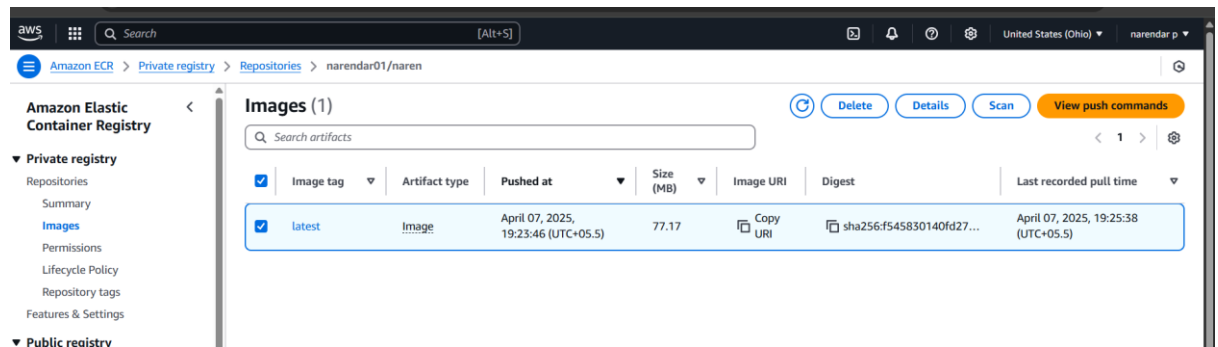 aws
Search [Alt+S] United States (Ohio) narendar p
Amazon ECR > Private registry > Repositories > narendar01/naren
Amazon Elastic
Container Registry
Private registry
Repositories
Summary
Images
Permissions
Lifecycle Policy
Repository tags
Features & Settings
Public registry
Images (1)
Delete Details Scan View push commands
Search artifacts
1
Image tag Artifact type Pushed at Size (MB) Image URI Digest Last recorded pull time
latest Image April 07, 2025, 19:23:46 (UTC+05.5) 77.17 Copy URI sha256:f545830140fd27... April 07, 2025, 19:25:38 (UTC+05.5)